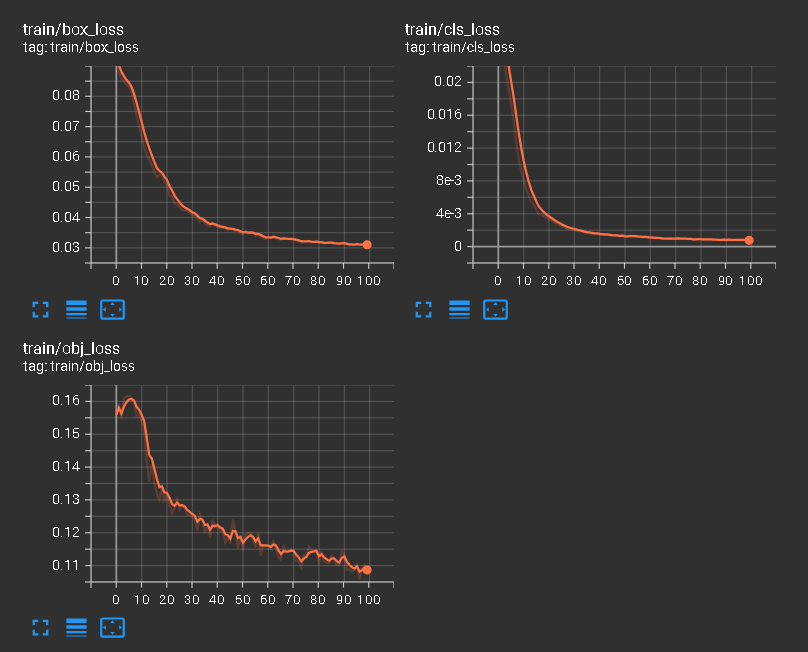 train/box_loss
tag: train/box_loss
0.08
0.07
0.06
0.05
0.04
0.03
0 10 20 30 40 50 60 70 80 90 100
train/cls_loss
tag: train/cls_loss
0.02
0.016
0.012
8e-3
4e-3
0
0 10 20 30 40 50 60 70 80 90 100
train/obj_loss
tag: train/obj_loss
0.16
0.15
0.14
0.13
0.12
0.11
0 10 20 30 40 50 60 70 80 90 100